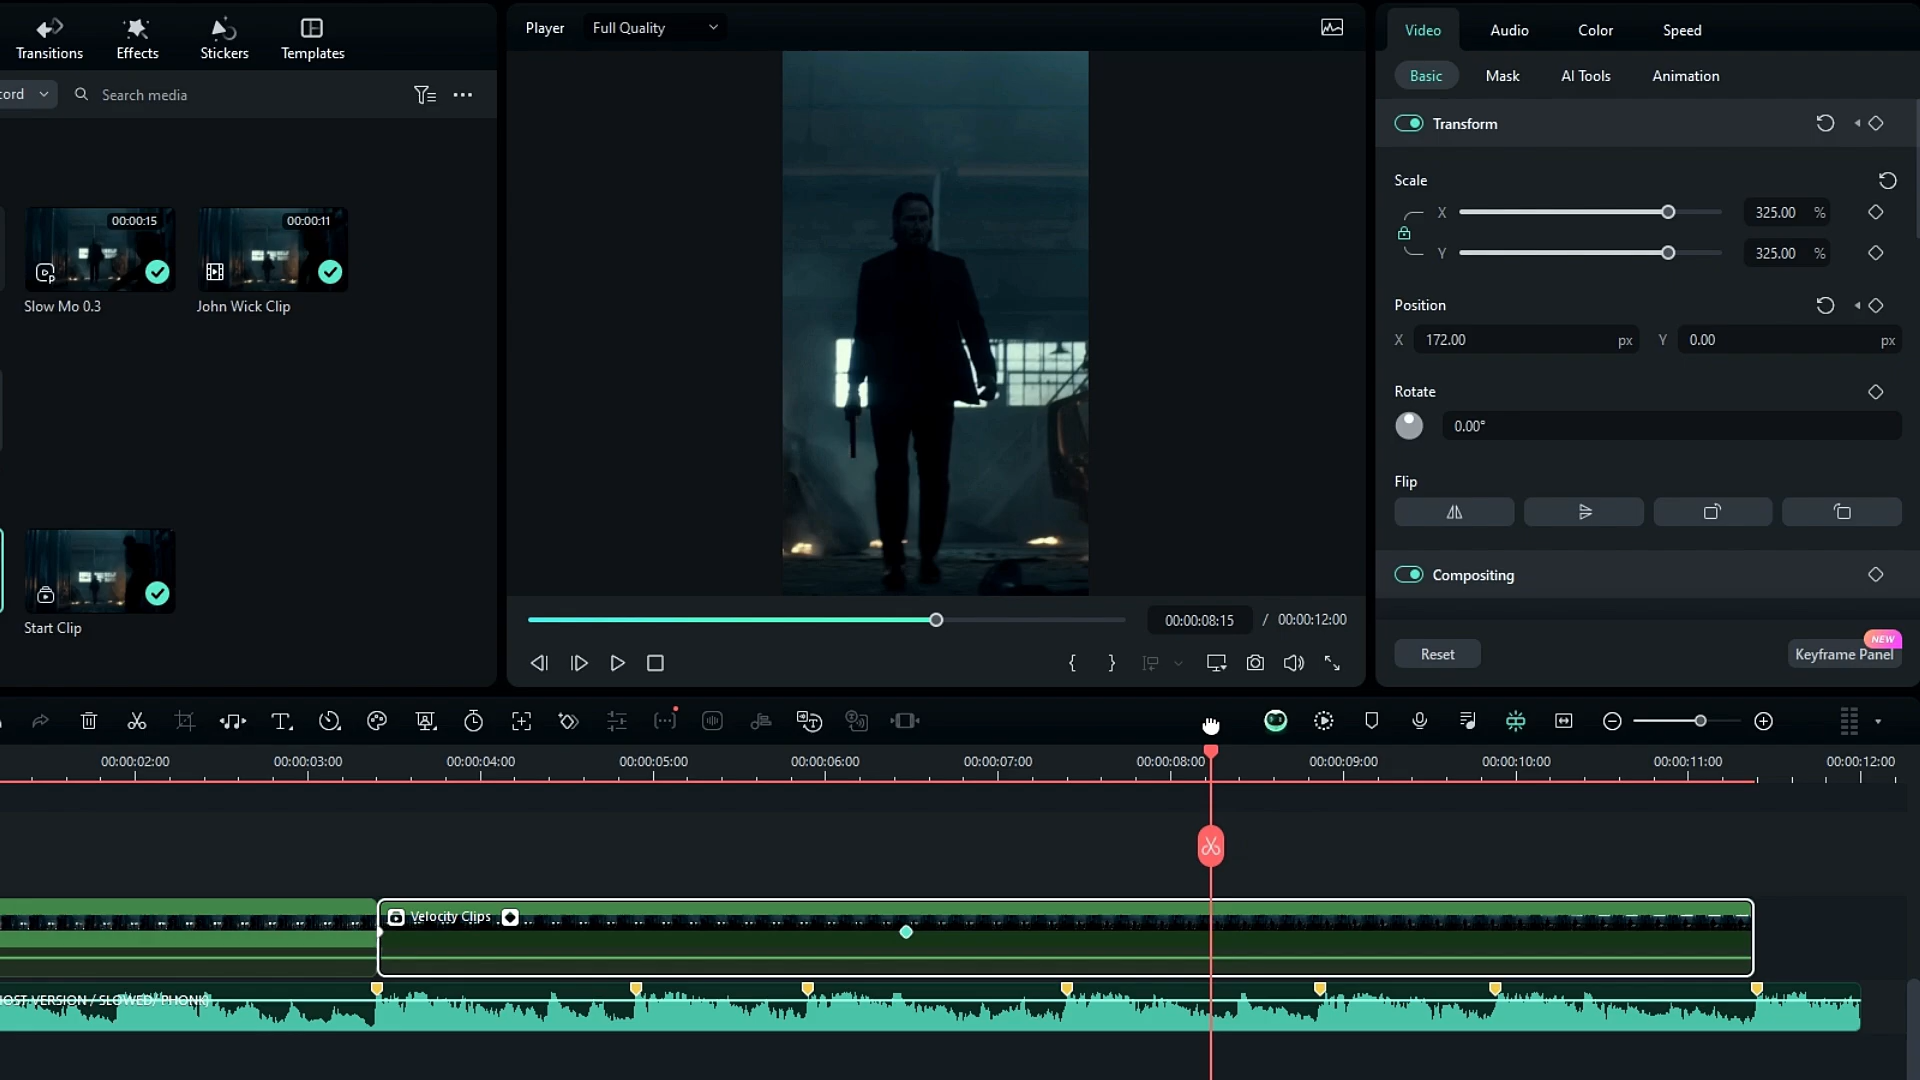 Transitions
Effects
Stickers
Templates
cord
Search media
00:00:15
Slow Mo 0.3
00:00:11
John Wick Clip
Start Clip
Player
Full Quality
00:00:08:15 / 00:00:12:00
Video
Audio
Color
Speed
Basic
Mask
AI Tools
Animation
Transform
Scale
X
325.00 %
Y
325.00 %
Position
X 172.00 px Y 0.00 px
Rotate
0.00°
Flip
Compositing
Reset
NEW
Keyframe Panel
00:00:02:00
00:00:03:00
00:00:04:00
00:00:05:00
00:00:06:00
00:00:07:00
00:00:08:00
00:00:09:00
00:00:10:00
00:00:11:00
00:00:12:00
Velocity Clips
HOST VERSION / SLOWED/ PHONK)